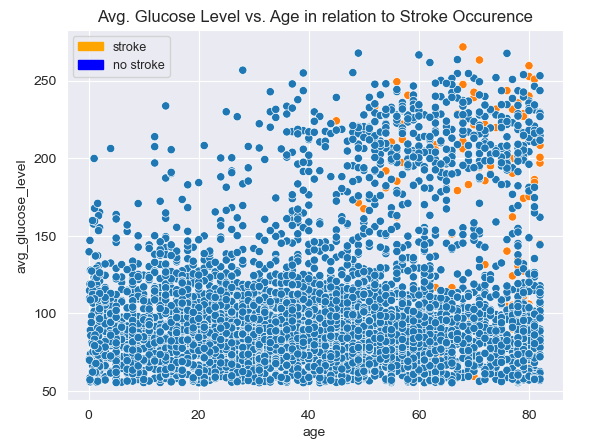 Avg. Glucose Level vs. Age in relation to Stroke Occurence
stroke
no stroke
250
200
150
100
50
avg_glucose_level
0
20
40
60
80
age